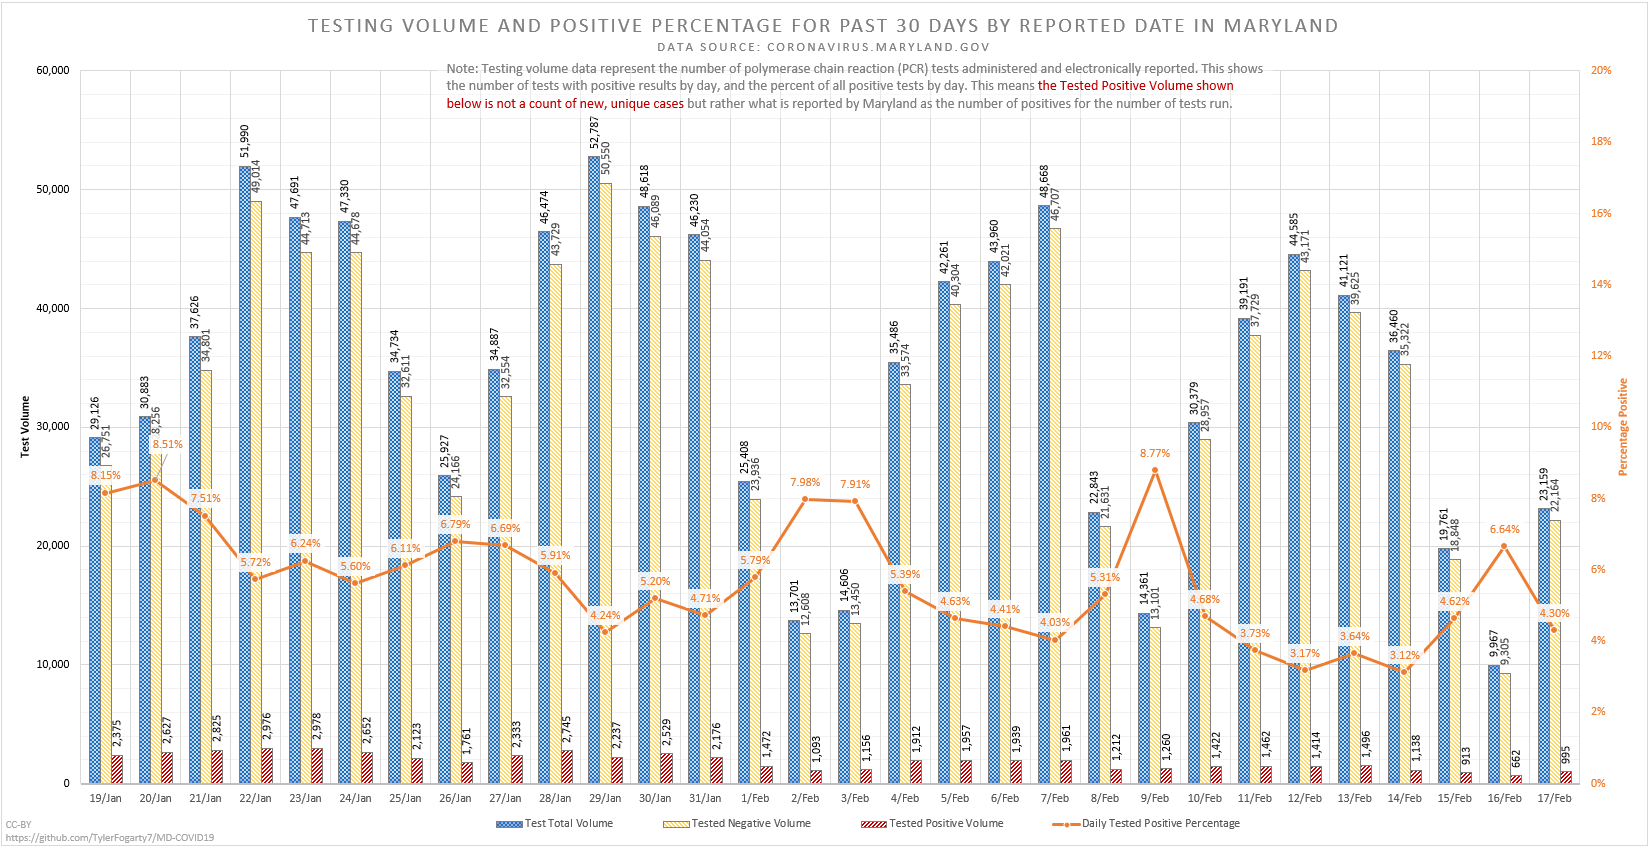 TESTING VOLUME AND POSITIVE PERCENTAGE FOR PAST 30 DAYS BY REPORTED DATE IN MARYLAND
DATA SOURCE: CORONAVIRUS.MARYLAND.GOV
Note: Testing volume data represent the number of polymerase chain reaction (PCR) tests administered and electronically reported. This shows
the number of tests with positive results by day, and the percent of all positive tests by day. This means the Tested Positive Volume shown
below is not a count of new, unique cases but rather what is reported by Maryland as the number of positives for the number of tests run.
Test Volume
60,000
50,000
40,000
30,000
20,000
10,000
0
20%
18%
16%
14%
12%
10%
8%
6%
4%
2%
0%
Percentage Positive
29,126 26,751 8.15% 2,375
30,883 8,256 8.51% 2,627
37,626 34,801 7.51% 2,825
51,990 49,014 5.72% 2,976
47,691 44,713 6.24% 2,978
47,330 44,678 5.60% 2,652
34,734 32,611 6.11% 2,123
25,927 24,166 6.79% 1,761
34,887 32,554 6.69% 2,333
46,474 43,729 5.91% 2,745
52,787 50,550 4.24% 2,237
48,618 46,089 5.20% 2,529
46,230 44,054 4.71% 2,176
25,408 23,936 5.79% 1,472
13,701 12,608 7.98% 1,093
14,606 13,450 7.91% 1,156
35,486 33,574 5.39% 1,912
42,261 40,304 4.63% 1,957
43,960 42,021 4.41% 1,939
48,668 46,707 4.03% 1,961
22,843 21,631 5.31% 1,212
14,361 13,101 8.77% 1,260
30,379 28,957 4.68% 1,422
39,191 37,729 3.73% 1,462
44,585 43,171 3.17% 1,414
41,121 39,625 3.64% 1,496
36,460 35,322 3.12% 1,138
19,761 18,848 4.62% 913
9,967 9,305 6.64% 662
23,159 22,164 4.30% 995
19/Jan 20/Jan 21/Jan 22/Jan 23/Jan 24/Jan 25/Jan 26/Jan 27/Jan 28/Jan 29/Jan 30/Jan 31/Jan 1/Feb 2/Feb 3/Feb 4/Feb 5/Feb 6/Feb 7/Feb 8/Feb 9/Feb 10/Feb 11/Feb 12/Feb 13/Feb 14/Feb 15/Feb 16/Feb 17/Feb
Test Total Volume Tested Negative Volume Tested Positive Volume Daily Tested Positive Percentage
CC-BY
https://github.com/TylerFogarty7/MD-COVID19